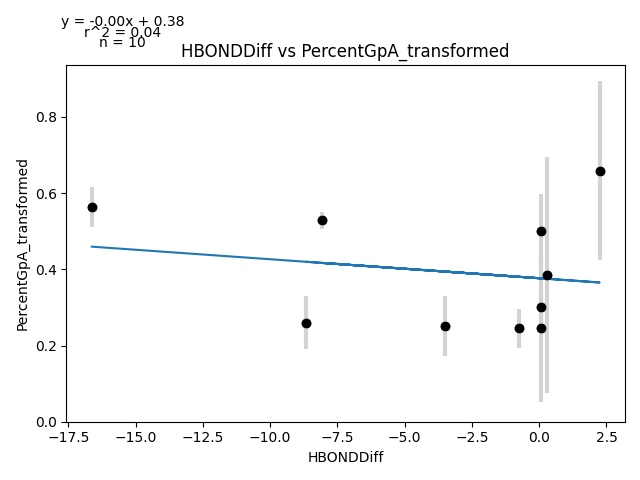 y = -0.00x + 0.38
r^2 = 0.04
n = 10
HBONDDiff vs PercentGpA_transformed
PercentGpA_transformed
0.8
0.6
0.4
0.2
0.0
−17.5 −15.0 −12.5 −10.0 −7.5 −5.0 −2.5 0.0 2.5
HBONDDiff